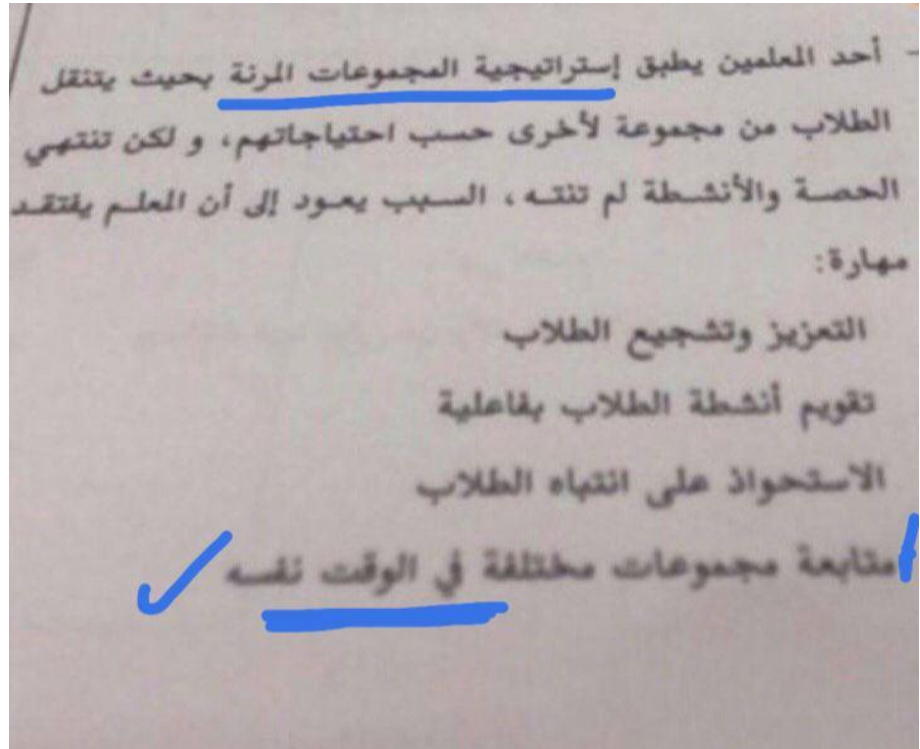 - أحد المعلمين يطبق إستراتيجية المجموعات المرنة بحيث يتنقل
الطلاب من مجموعة لأخرى حسب احتياجاتهم، و لكن تنتهي
الحصة والأنشطة لم تنته، السبب يعود إلى أن المعلم يفتقد
مهارة:
التعزيز وتشجيع الطلاب
تقويم أنشطة الطلاب بفاعلية
الاستحواذ على انتباه الطلاب
متابعة مجموعات مختلفة في الوقت نفسه